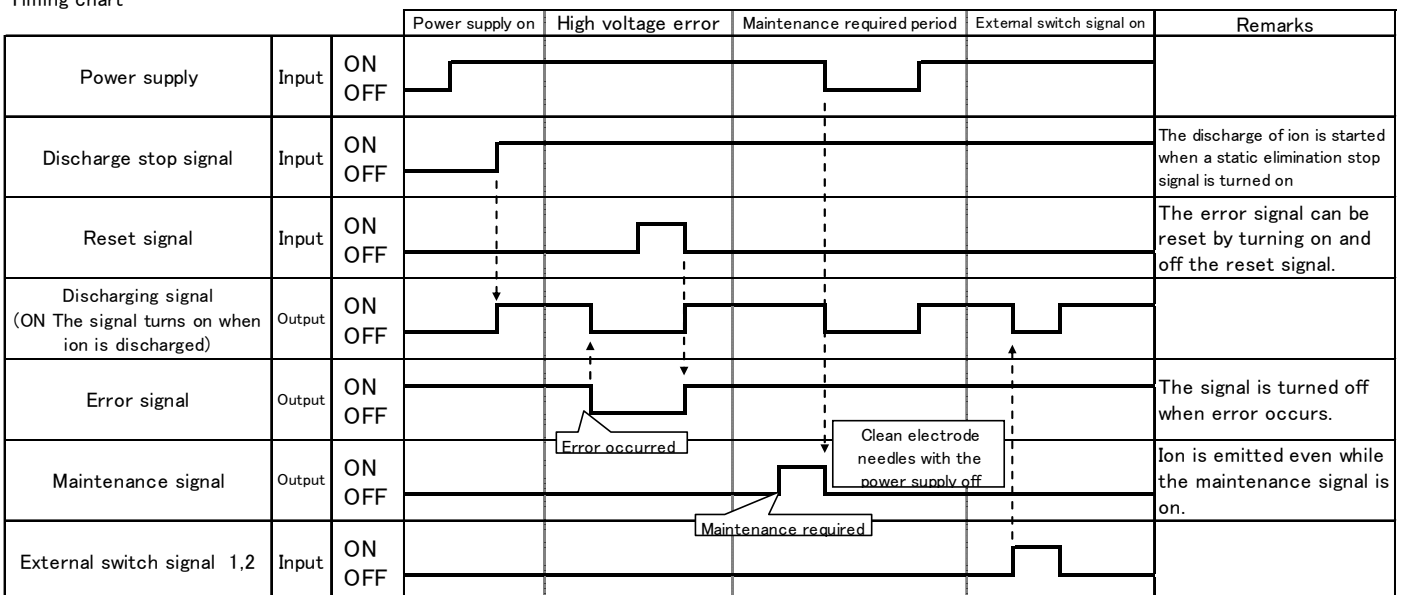 Timing chart
Power supply on High voltage error Maintenance required period External switch signal on Remarks
Power supply Input ON
OFF
Discharge stop signal Input ON
OFF
The discharge of ion is started
when a static elimination stop
signal is turned on
Reset signal Input ON
OFF
The error signal can be
reset by turning on and
off the reset signal.
Discharging signal
(ON The signal turns on when
ion is discharged)
Output ON
OFF
Error signal Output ON
OFF
The signal is turned off
when error occurs.
Error occurred
Clean electrode
needles with the
power supply off
Maintenance signal Output ON
OFF
Ion is emitted even while
the maintenance signal is
on.
Maintenance required
External switch signal 1,2 Input ON
OFF